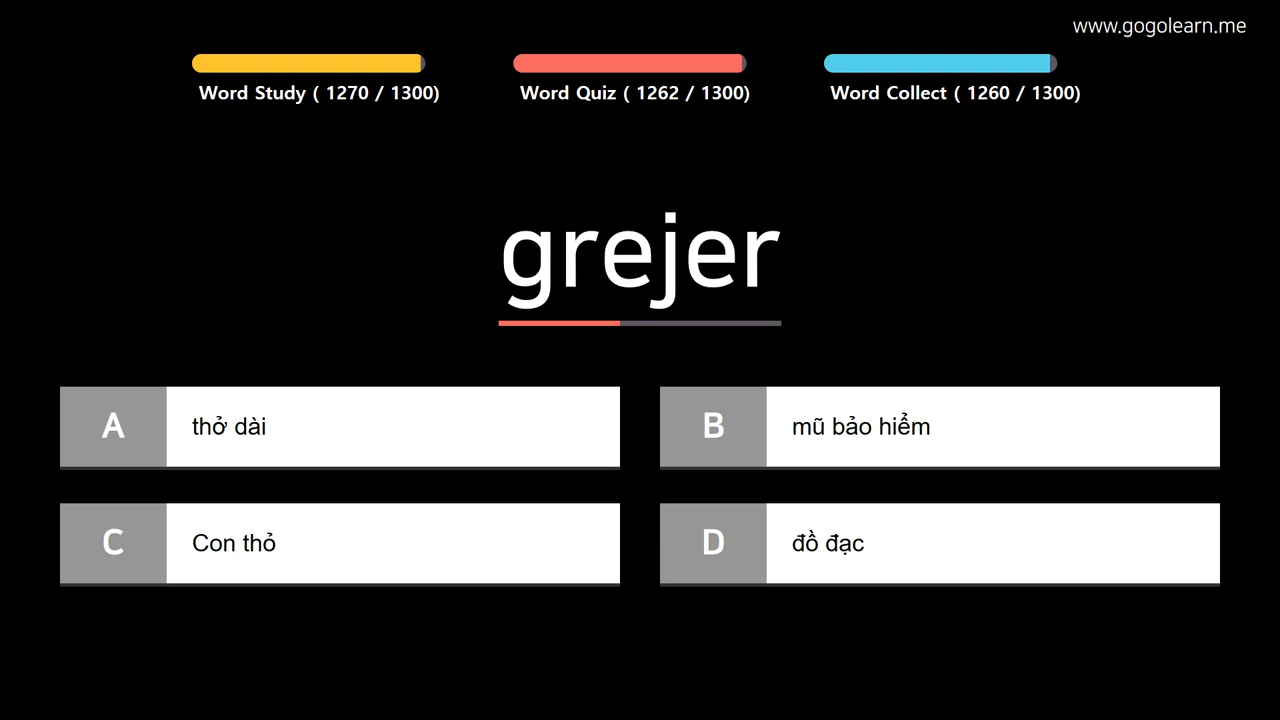 www.gogolearn.me
Word Study ( 1270 / 1300)
Word Quiz ( 1262 / 1300)
Word Collect ( 1260 / 1300)
grejer
A thở dài
B mũ bảo hiểm
C Con thỏ
D đồ đạc